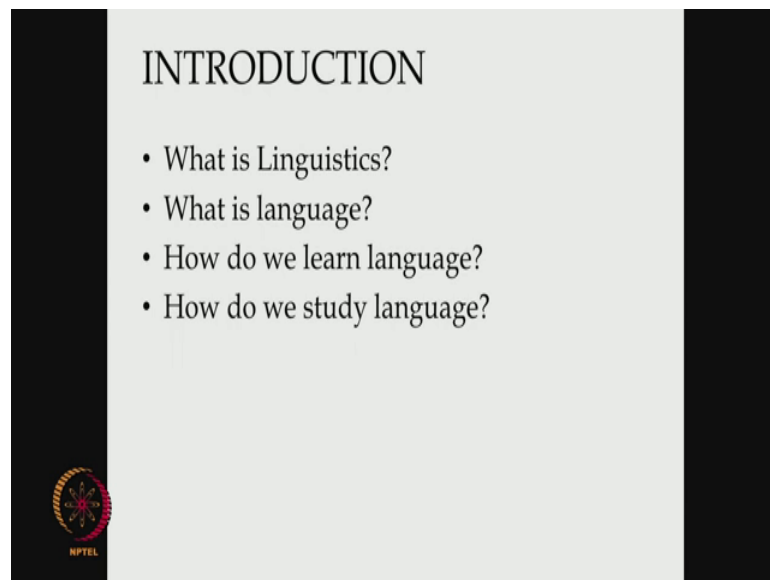 INTRODUCTION
• What is Linguistics?
• What is language?
• How do we learn language?
• How do we study language?
NPTEL